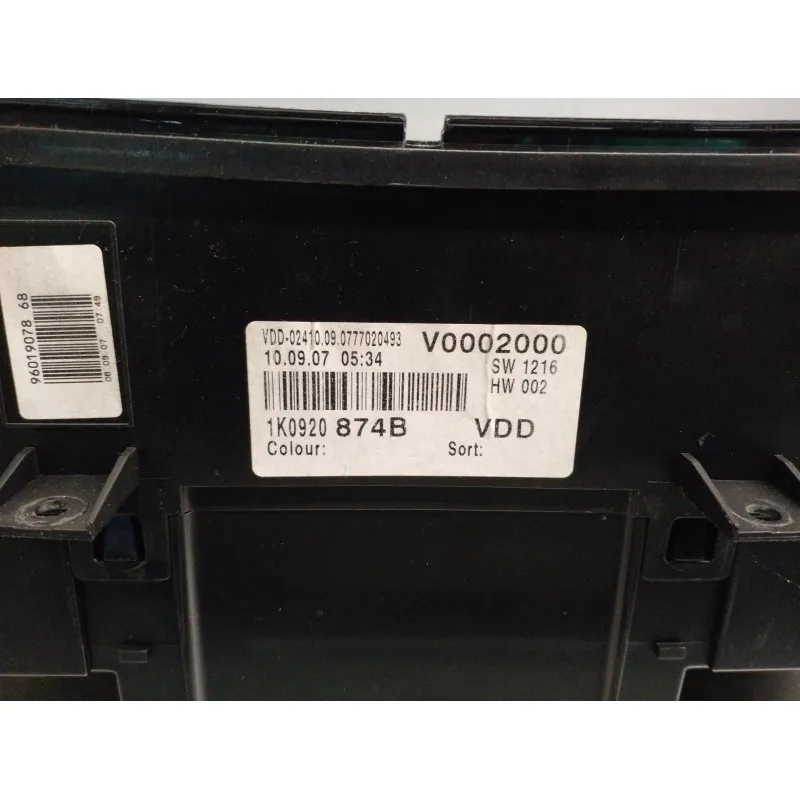 96019078 68
08 09 07 07 49
VDD-02410.09.0777020493 V0002000
10.09.07 05:34 SW 1216
HW 002
1K0920 874B VDD
Colour: Sort: